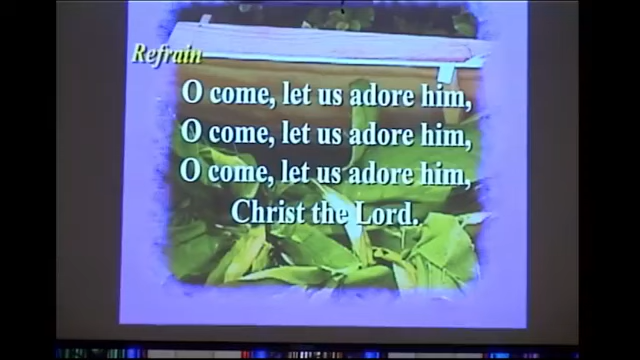 Refrain
O come, let us adore him,
O come, let us adore him,
O come, let us adore him,
Christ the Lord.